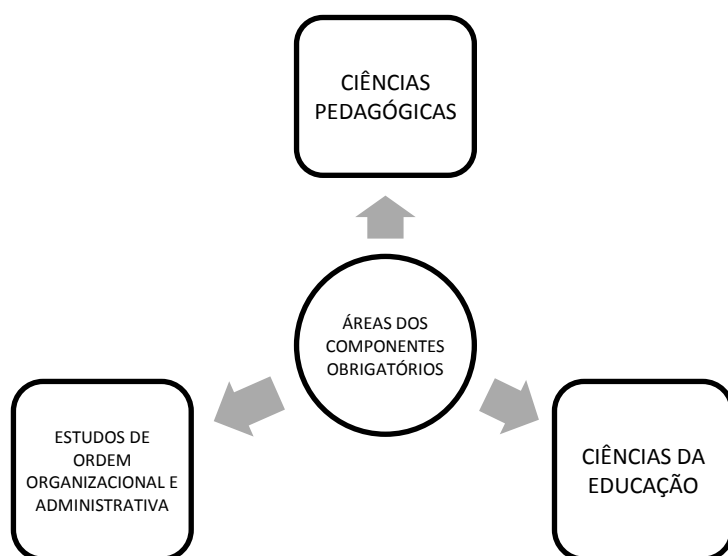 CIÊNCIAS
PEDAGÓGICAS
ÁREAS DOS
COMPONENTES
OBRIGATÓRIOS
ESTUDOS DE
ORDEM
ORGANIZACIONAL E
ADMINISTRATIVA
CIÊNCIAS DA
EDUCAÇÃO